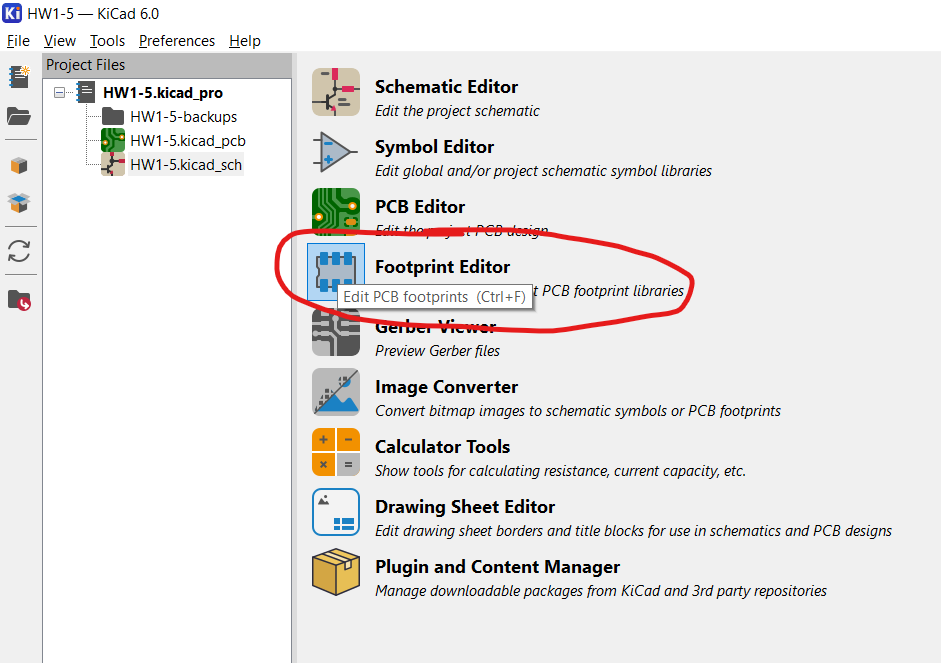 HW1-5 — KiCad 6.0
File View Tools Preferences Help
Project Files
HW1-5.kicad_pro
HW1-5-backups
HW1-5.kicad_pcb
HW1-5.kicad_sch
Schematic Editor
Edit the project schematic
Symbol Editor
Edit global and/or project schematic symbol libraries
PCB Editor
Edit the project PCB design
Footprint Editor
Edit PCB footprints (Ctrl+F)
PCB footprint libraries
Gerber Viewer
Preview Gerber files
Image Converter
Convert bitmap images to schematic symbols or PCB footprints
Calculator Tools
Show tools for calculating resistance, current capacity, etc.
Drawing Sheet Editor
Edit drawing sheet borders and title blocks for use in schematics and PCB designs
Plugin and Content Manager
Manage downloadable packages from KiCad and 3rd party repositories